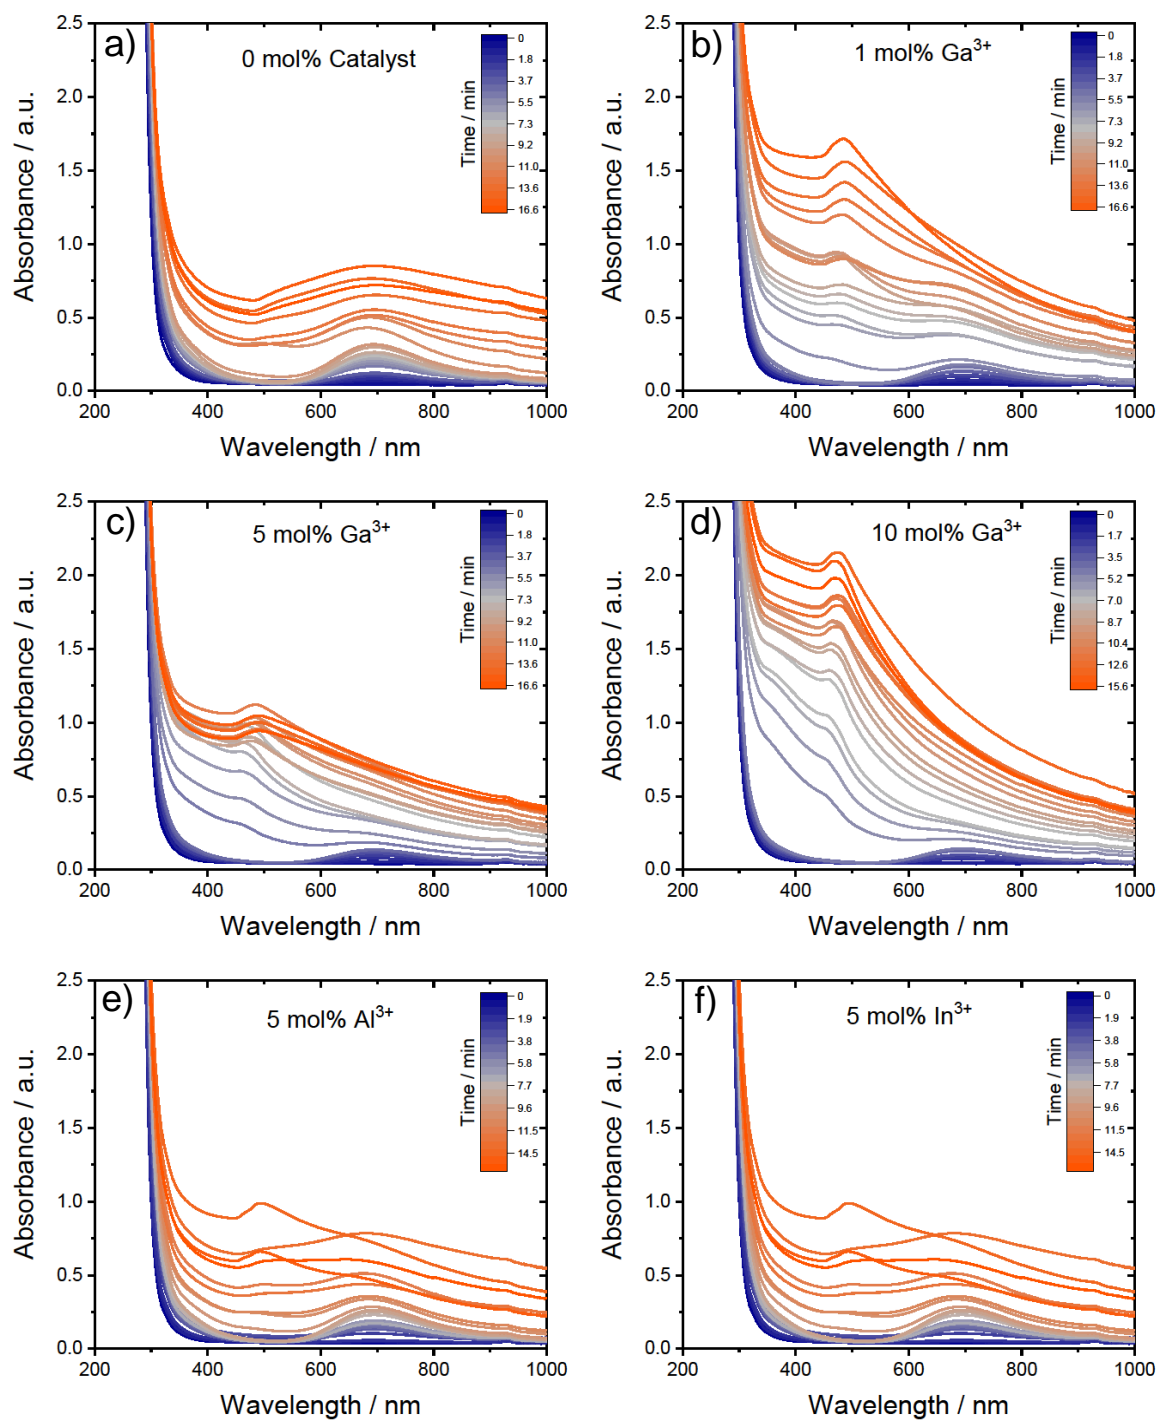 a)
0 mol% Catalyst
Absorbance / a.u.
2.5
2.0
1.5
1.0
0.5
0.0
200 400 600 800 1000
Wavelength / nm
Time / min
0
1.8
3.7
5.5
7.3
9.2
11.0
13.6
16.6
b)
1 mol% Ga³⁺
Absorbance / a.u.
2.5
2.0
1.5
1.0
0.5
0.0
200 400 600 800 1000
Wavelength / nm
Time / min
0
1.8
3.7
5.5
7.3
9.2
11.0
13.6
16.6
c)
5 mol% Ga³⁺
Absorbance / a.u.
2.5
2.0
1.5
1.0
0.5
0.0
200 400 600 800 1000
Wavelength / nm
Time / min
0
1.8
3.7
5.5
7.3
9.2
11.0
13.6
16.6
d)
10 mol% Ga³⁺
Absorbance / a.u.
2.5
2.0
1.5
1.0
0.5
0.0
200 400 600 800 1000
Wavelength / nm
Time / min
0
1.7
3.5
5.2
7.0
8.7
10.4
12.6
15.6
e)
5 mol% Al³⁺
Absorbance / a.u.
2.5
2.0
1.5
1.0
0.5
0.0
200 400 600 800 1000
Wavelength / nm
Time / min
0
1.9
3.8
5.8
7.7
9.6
11.5
14.5
f)
5 mol% In³⁺
Absorbance / a.u.
2.5
2.0
1.5
1.0
0.5
0.0
200 400 600 800 1000
Wavelength / nm
Time / min
0
1.9
3.8
5.8
7.7
9.6
11.5
14.5